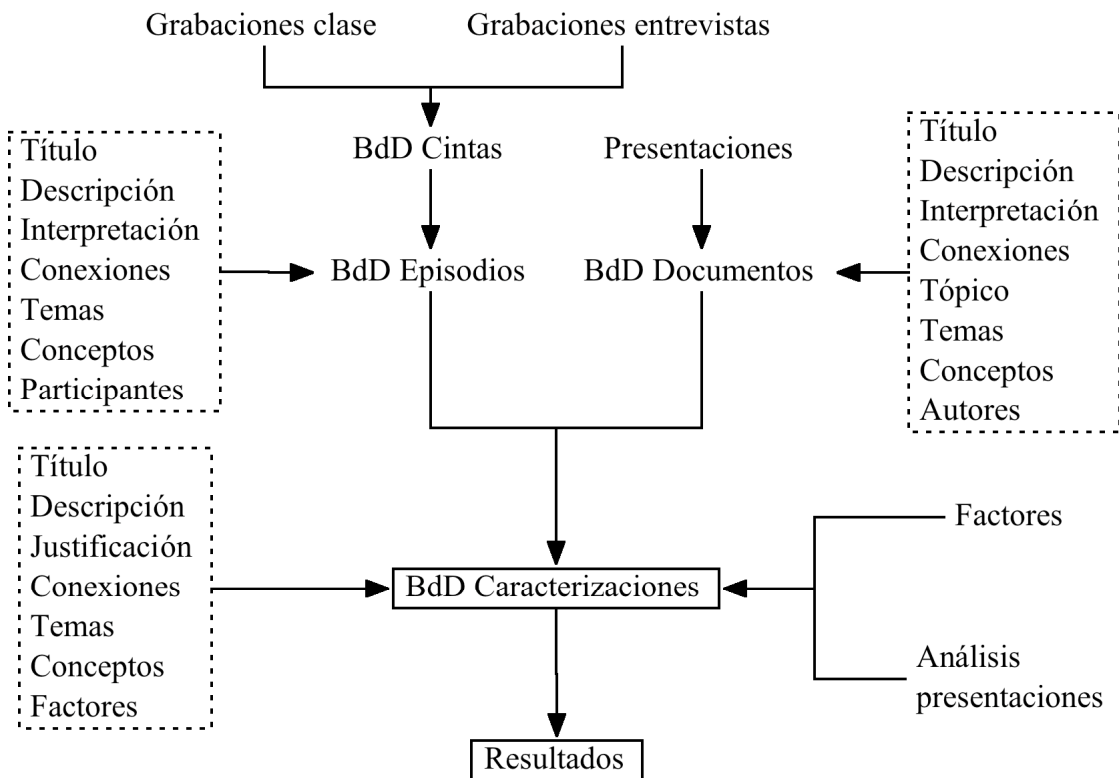 Grabaciones clase
Grabaciones entrevistas
BdD Cintas
Presentaciones
Título
Descripción
Interpretación
Conexiones
Temas
Conceptos
Participantes
BdD Episodios
BdD Documentos
Título
Descripción
Interpretación
Conexiones
Tópico
Temas
Conceptos
Autores
Título
Descripción
Justificación
Conexiones
Temas
Conceptos
Factores
BdD Caracterizaciones
Factores
Análisis
presentaciones
Resultados